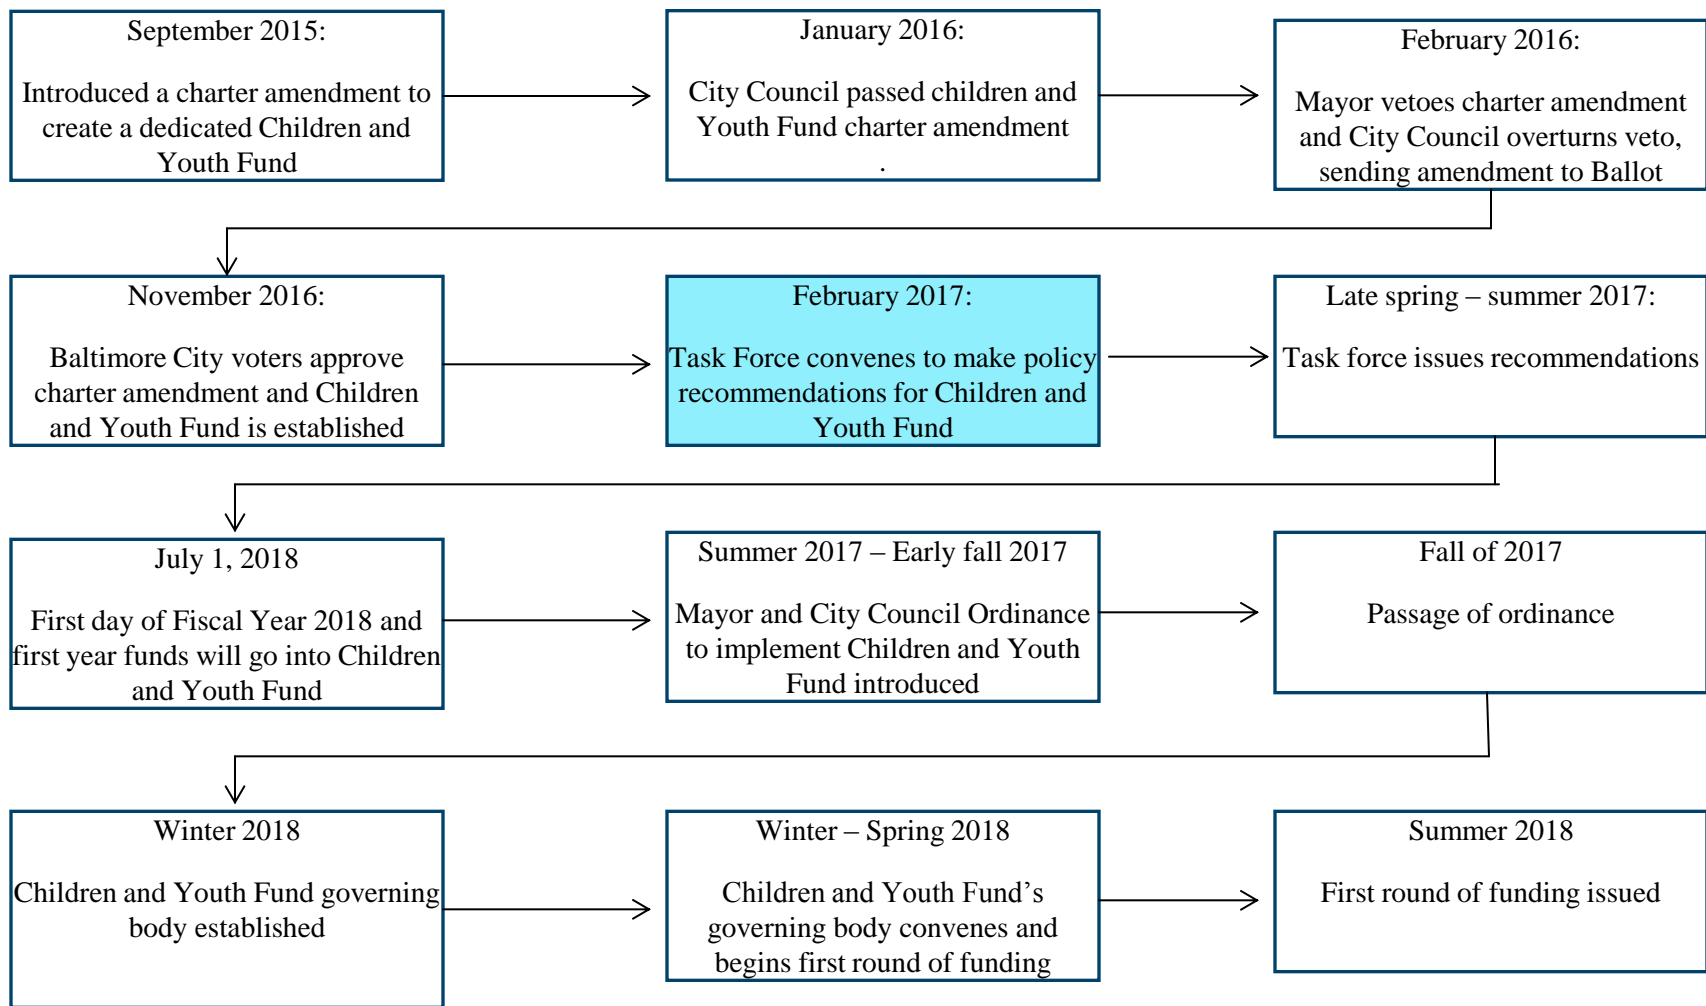 September 2015:
Introduced a charter amendment to
create a dedicated Children and
Youth Fund
January 2016:
City Council passed children and
Youth Fund charter amendment
.
February 2016:
Mayor vetoes charter amendment
and City Council overturns veto,
sending amendment to Ballot
November 2016:
Baltimore City voters approve
charter amendment and Children
and Youth Fund is established
February 2017:
Task Force convenes to make policy
recommendations for Children and
Youth Fund
Late spring – summer 2017:
Task force issues recommendations
July 1, 2018
First day of Fiscal Year 2018 and
first year funds will go into Children
and Youth Fund
Summer 2017 – Early fall 2017
Mayor and City Council Ordinance
to implement Children and Youth
Fund introduced
Fall of 2017
Passage of ordinance
Winter 2018
Children and Youth Fund governing
body established
Winter – Spring 2018
Children and Youth Fund’s
governing body convenes and
begins first round of funding
Summer 2018
First round of funding issued